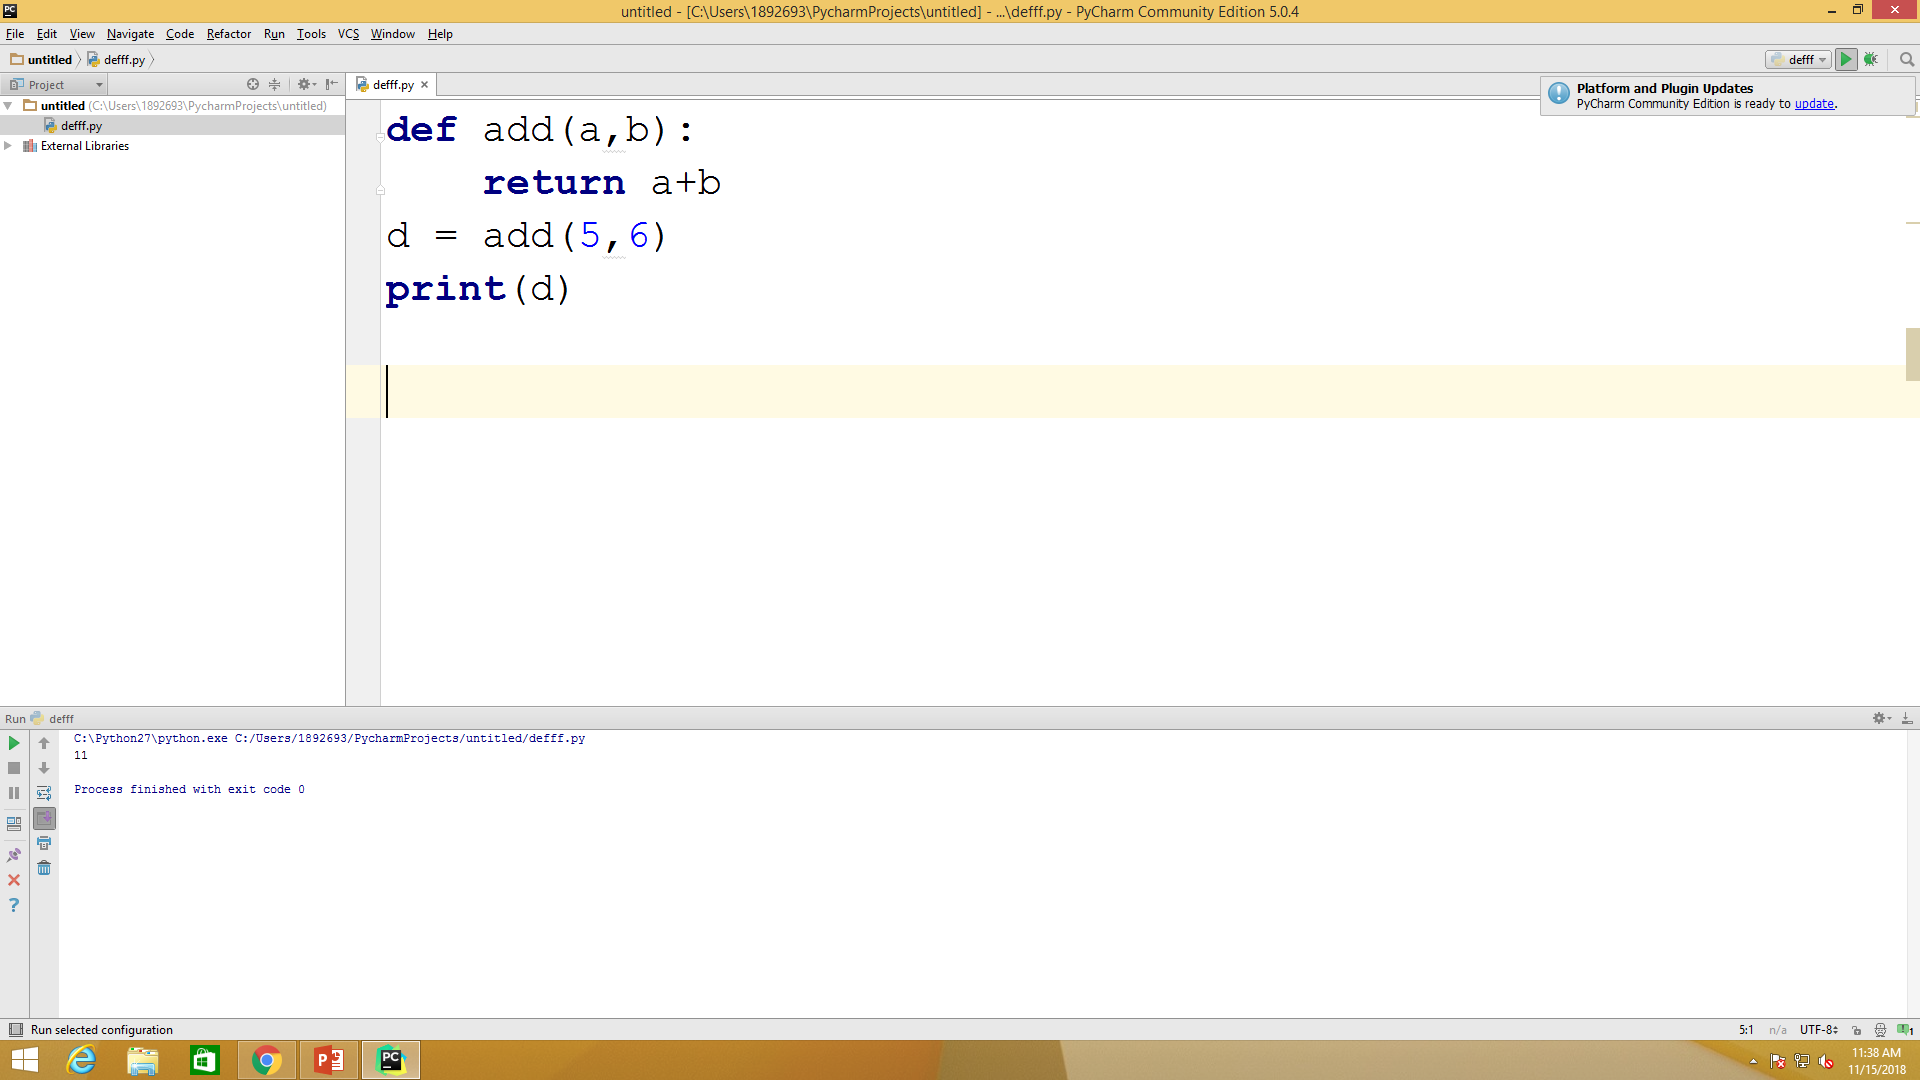 untitled - [C:\Users\1892693\PycharmProjects\untitled] - ...\defff.py - PyCharm Community Edition 5.0.4
File Edit View Navigate Code Refactor Run Tools VCS Window Help
untitled defff.py
defff
Project
defff.py
Platform and Plugin Updates
PyCharm Community Edition is ready to update.
untitled (C:\Users\1892693\PycharmProjects\untitled)
defff.py
External Libraries
def add(a,b):
    return a+b
d = add(5,6)
print(d)
Run defff
C:\Python27\python.exe C:/Users/1892693/PycharmProjects/untitled/defff.py
11
Process finished with exit code 0
Run selected configuration
5:1 n/a UTF-8
1
11:38 AM
11/15/2018